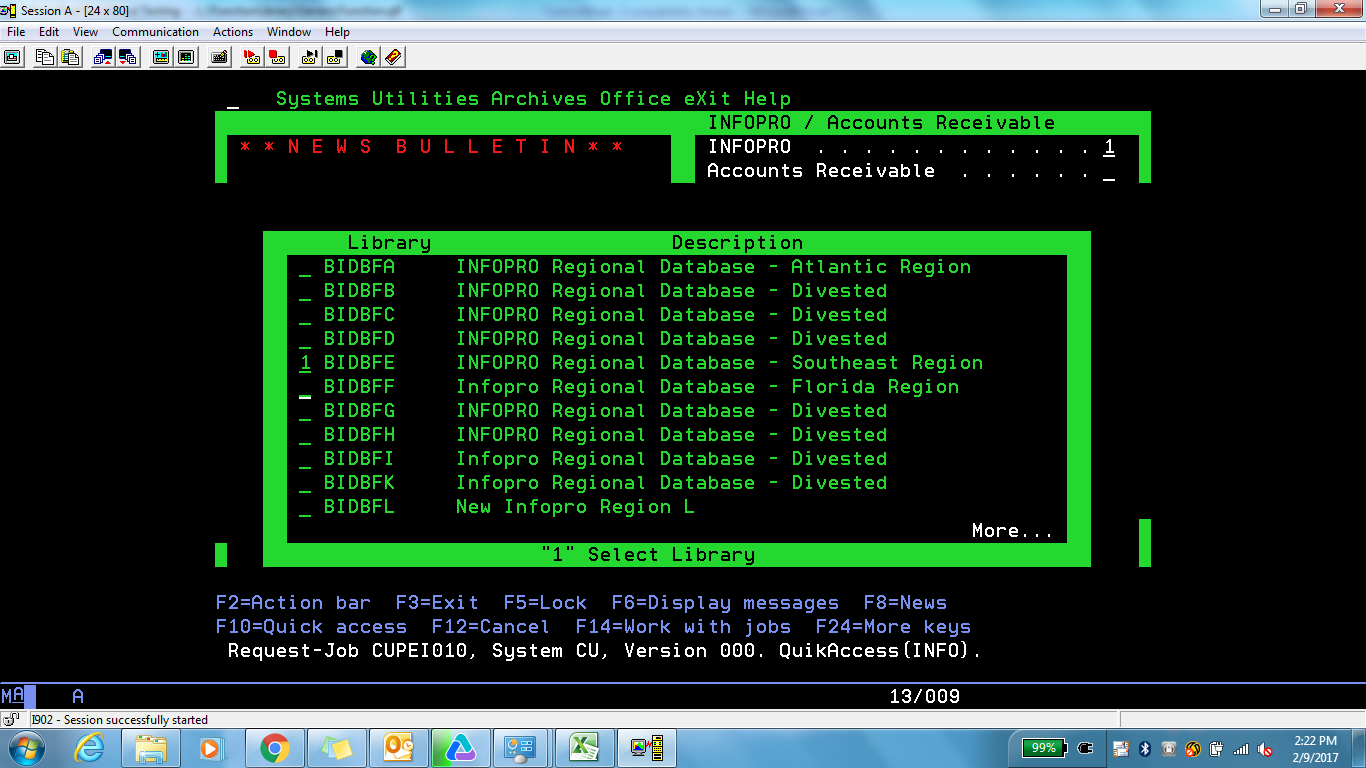 Session A - [24 x 80]
File Edit View Communication Actions Window Help
_ Systems Utilities Archives Office eXit Help
INFOPRO / Accounts Receivable
* * N E W S B U L L E T I N * *
INFOPRO . . . . . . . . . . . . 1
Accounts Receivable . . . . . . _
Library Description
_ BIDBFA INFOPRO Regional Database - Atlantic Region
_ BIDBFB INFOPRO Regional Database - Divested
_ BIDBFC INFOPRO Regional Database - Divested
_ BIDBFD INFOPRO Regional Database - Divested
1 BIDBFE INFOPRO Regional Database - Southeast Region
_ BIDBFF Infopro Regional Database - Florida Region
_ BIDBFG INFOPRO Regional Database - Divested
_ BIDBFH INFOPRO Regional Database - Divested
_ BIDBFI Infopro Regional Database - Divested
_ BIDBFK Infopro Regional Database - Divested
_ BIDBFL New Infopro Region L
More...
"1" Select Library
F2=Action bar F3=Exit F5=Lock F6=Display messages F8=News
F10=Quick access F12=Cancel F14=Work with jobs F24=More keys
Request-Job CUPEI010, System CU, Version 000. QuikAccess(INFO).
MA A 13/009
I902 - Session successfully started
99%
2:22 PM
2/9/2017